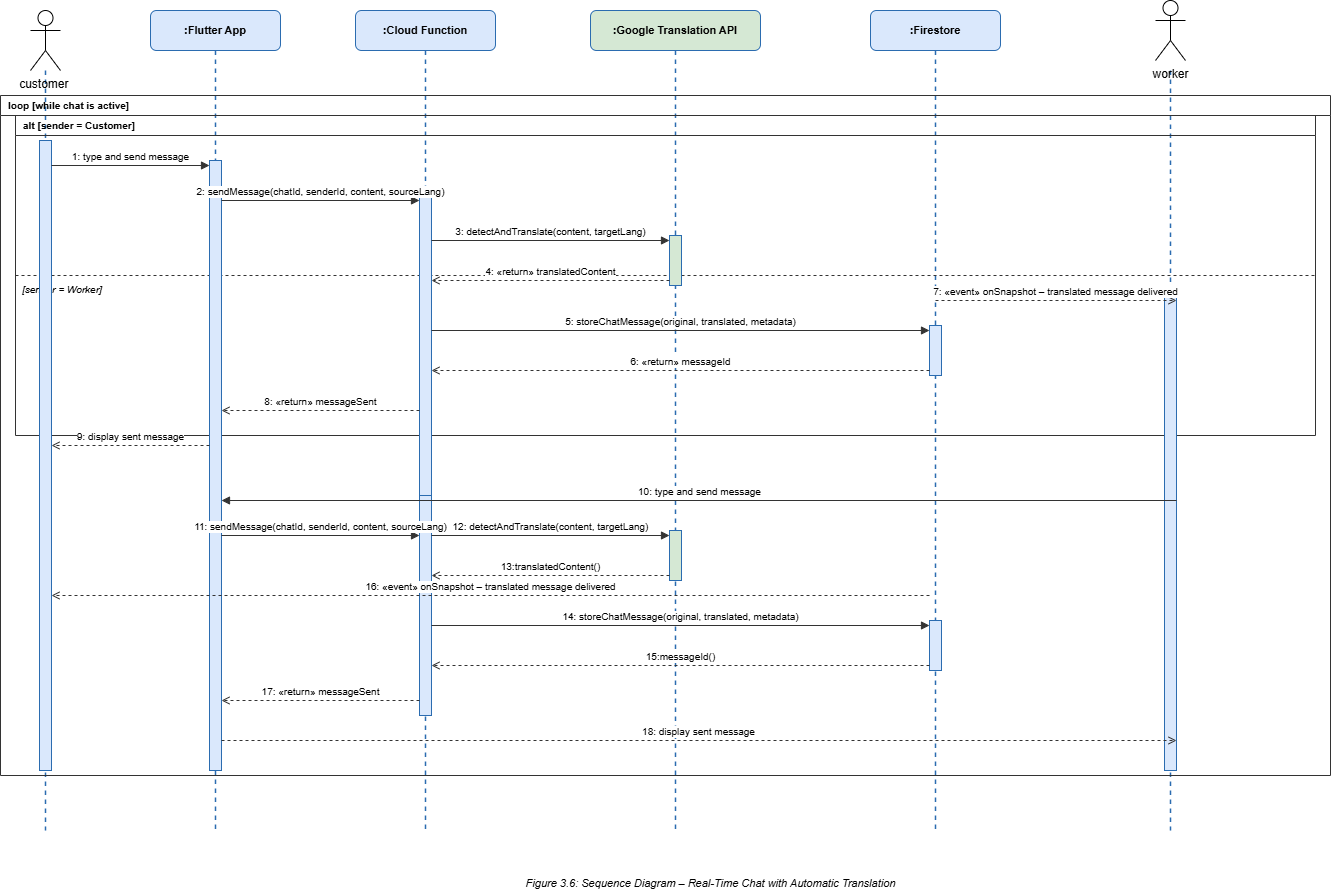 :Flutter App
:Cloud Function
:Google Translation API
:Firestore
customer
worker
loop [while chat is active]
alt [sender = Customer]
1: type and send message
2: sendMessage(chatId, senderId, content, sourceLang)
3: detectAndTranslate(content, targetLang)
4: «return» translatedContent
[sender = Worker]
7: «event» onSnapshot – translated message delivered
5: storeChatMessage(original, translated, metadata)
6: «return» messageId
8: «return» messageSent
9: display sent message
10: type and send message
11: sendMessage(chatId, senderId, content, sourceLang)
12: detectAndTranslate(content, targetLang)
13:translatedContent()
16: «event» onSnapshot – translated message delivered
14: storeChatMessage(original, translated, metadata)
15:messageId()
17: «return» messageSent
18: display sent message
Figure 3.6: Sequence Diagram – Real-Time Chat with Automatic Translation